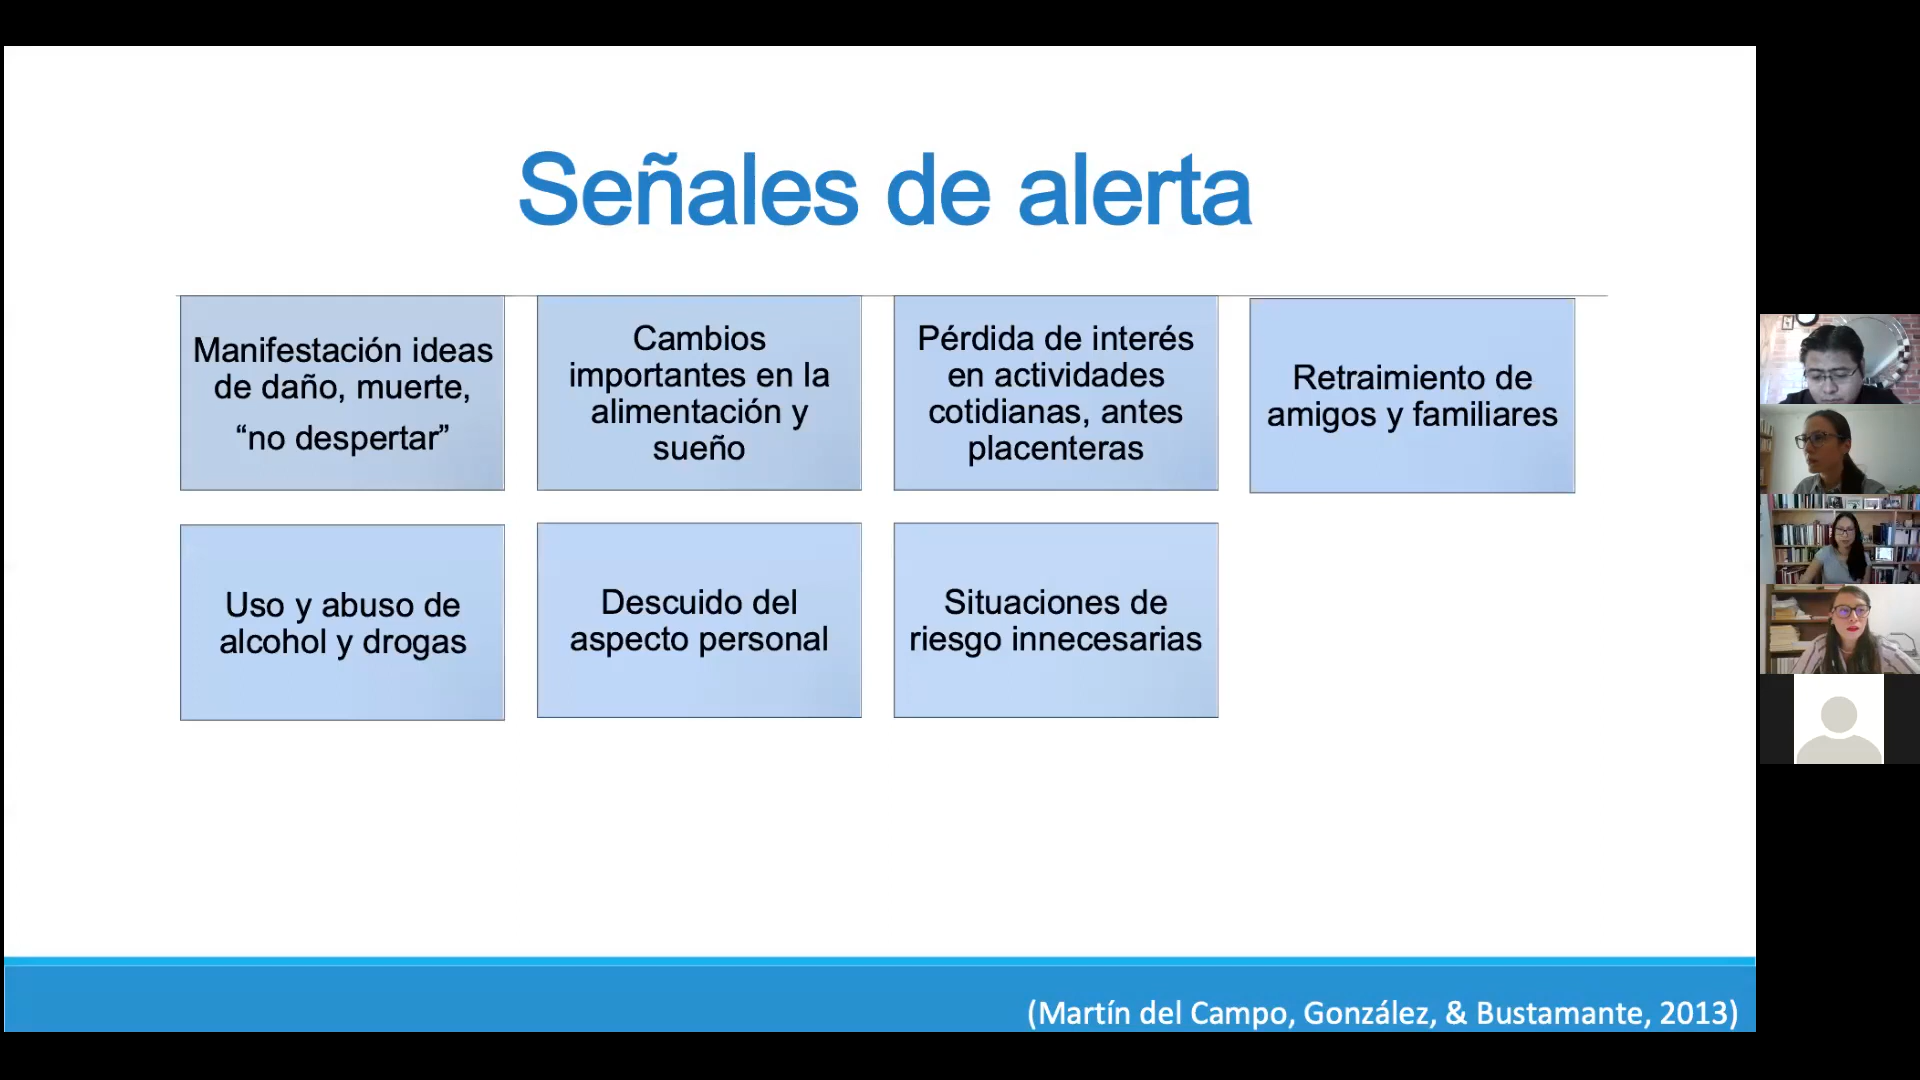 Señales de alerta
Manifestación ideas
de daño, muerte,
“no despertar”
Cambios
importantes en la
alimentación y
sueño
Pérdida de interés
en actividades
cotidianas, antes
placenteras
Retraimiento de
amigos y familiares
Uso y abuso de
alcohol y drogas
Descuido del
aspecto personal
Situaciones de
riesgo innecesarias
(Martín del Campo, González, & Bustamante, 2013)